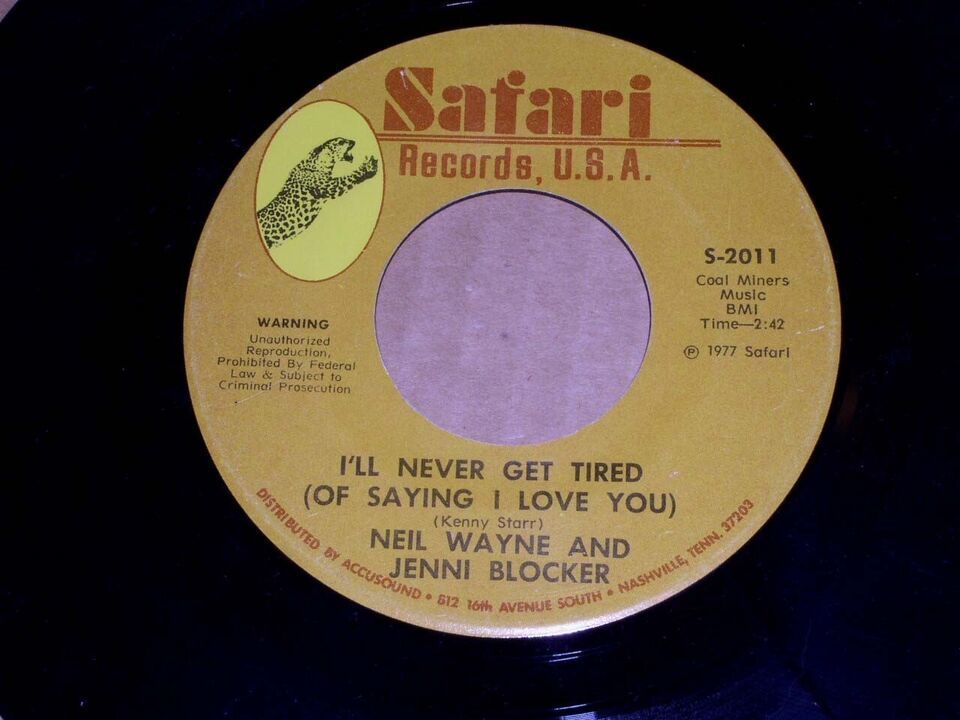 Safari
Records, U.S.A.
S-2011
Coal Miners
Music
BMI
Time—2:42
℗ 1977 Safari
WARNING
Unauthorized
Reproduction,
Prohibited By Federal
Law & Subject to
Criminal Prosecution
I'LL NEVER GET TIRED
(OF SAYING I LOVE YOU)
(Kenny Starr)
NEIL WAYNE AND
JENNI BLOCKER
DISTRIBUTED BY ACCUSOUND • 812 16th AVENUE SOUTH • NASHVILLE, TENN. 37203